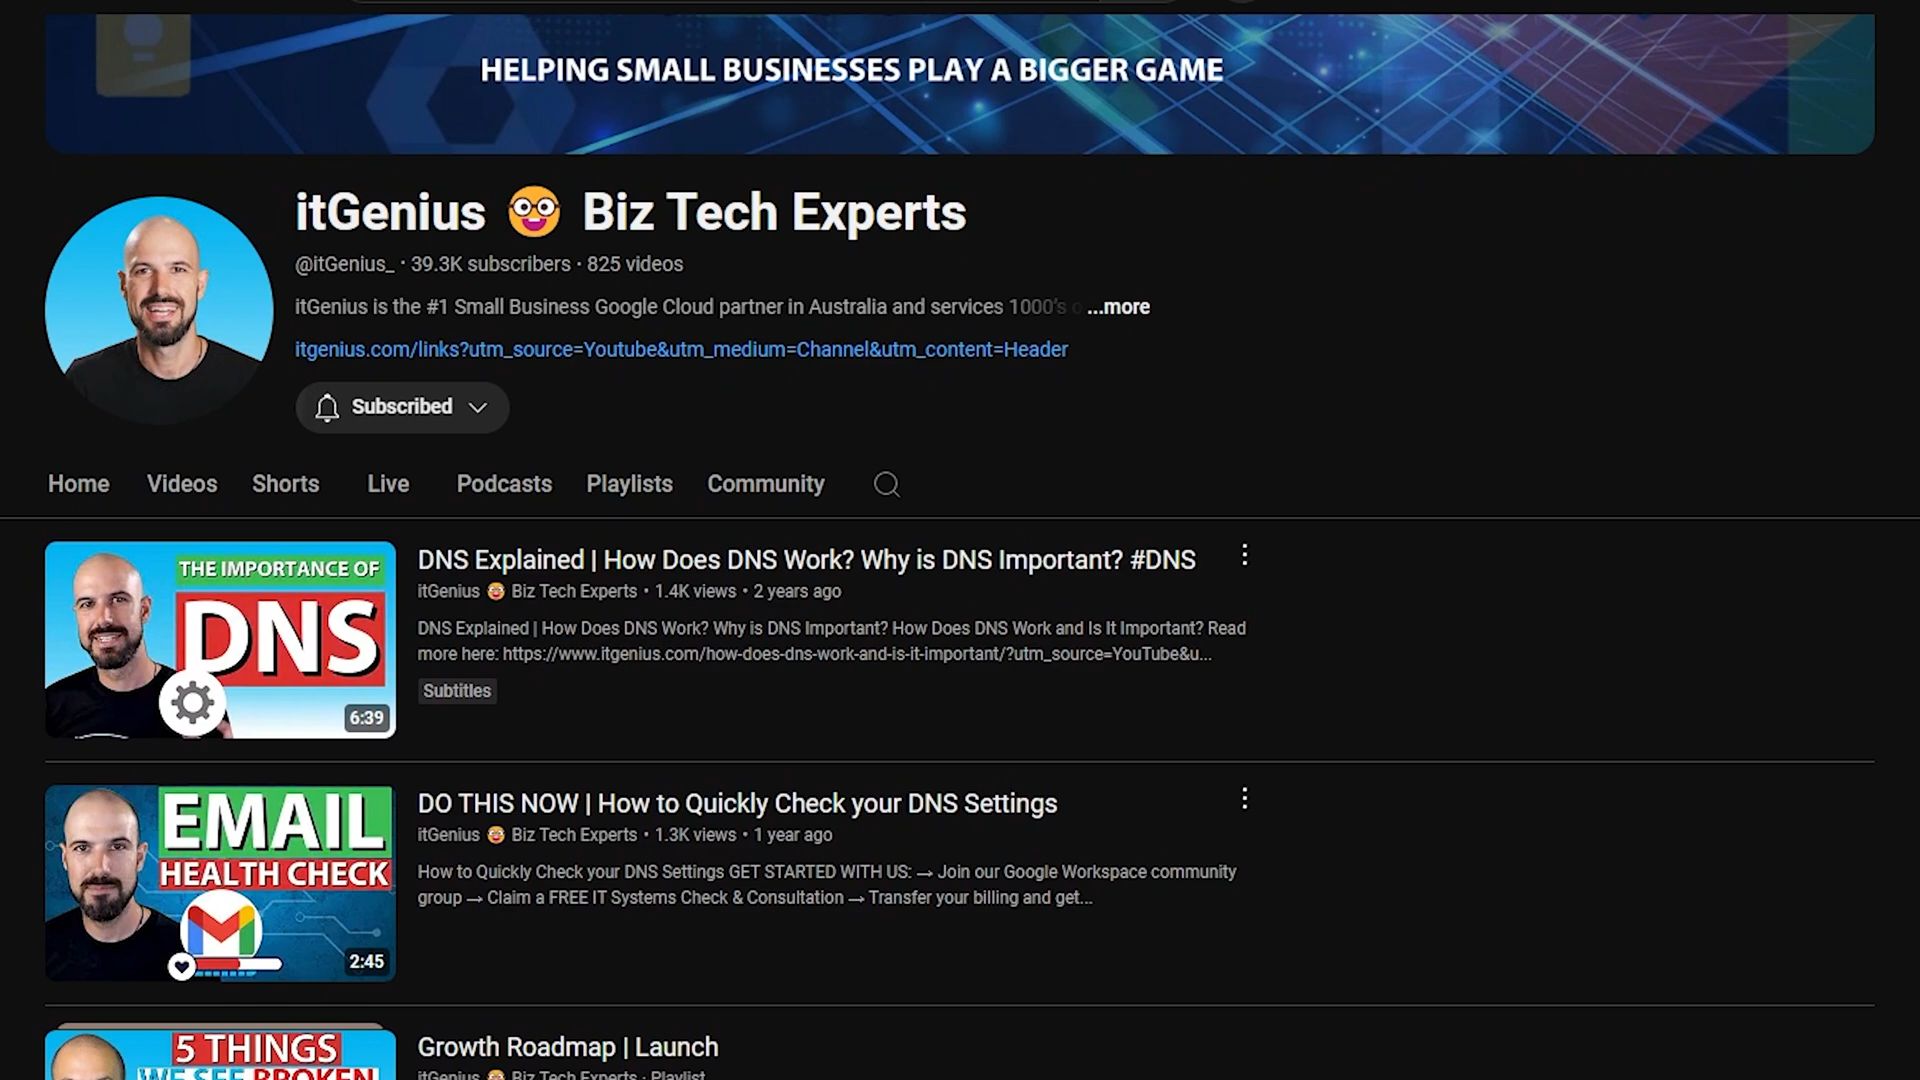 HELPING SMALL BUSINESSES PLAY A BIGGER GAME
itGenius 🤓 Biz Tech Experts
@itGenius_ · 39.3K subscribers · 825 videos
itGenius is the #1 Small Business Google Cloud partner in Australia and services 1000's ...more
itgenius.com/links?utm_source=Youtube&utm_medium=Channel&utm_content=Header
Subscribed
Home Videos Shorts Live Podcasts Playlists Community
THE IMPORTANCE OF
DNS
6:39
DNS Explained | How Does DNS Work? Why is DNS Important? #DNS
itGenius 🤓 Biz Tech Experts • 1.4K views • 2 years ago
DNS Explained | How Does DNS Work? Why is DNS Important? How Does DNS Work and Is It Important? Read
more here: https://www.itgenius.com/how-does-dns-work-and-is-it-important/?utm_source=YouTube&u...
Subtitles
EMAIL
HEALTH CHECK
2:45
DO THIS NOW | How to Quickly Check your DNS Settings
itGenius 🤓 Biz Tech Experts • 1.3K views • 1 year ago
How to Quickly Check your DNS Settings GET STARTED WITH US: → Join our Google Workspace community
group → Claim a FREE IT Systems Check & Consultation → Transfer your billing and get...
5 THINGS
WE SEE BROKEN
Growth Roadmap | Launch
itGenius 🤓 Biz Tech Experts · Playlist